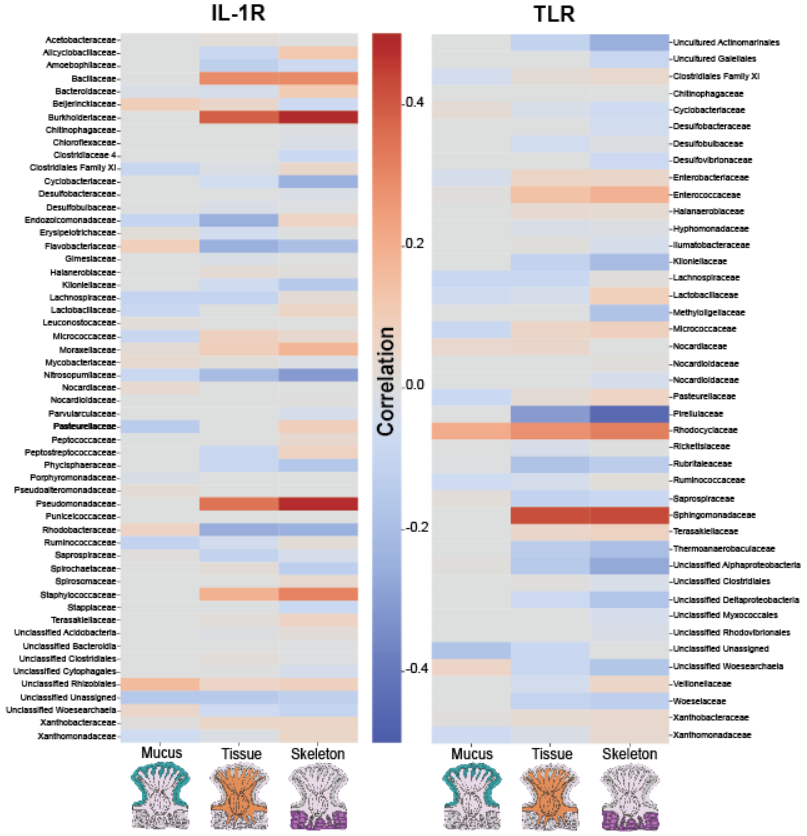 IL-1R
TLR
Acetobacteraceae
Alicyclobacillaceae
Amoebophilaceae
Bacillaceae
Bacteroidaceae
Beijerinckiaceae
Burkholderiaceae
Chitinophagaceae
Chloroflexaceae
Clostridiaceae 4
Clostridiales Family XI
Cyclobacteriaceae
Desulfobacteraceae
Desulfobulbaceae
Endozoicomonadaceae
Erysipelotrichaceae
Flavobacteriaceae
Gimesiaceae
Halanerobiaceae
Kiloniellaceae
Lachnospiraceae
Lactobacillaceae
Leuconostocaceae
Micrococcaceae
Moraxellaceae
Mycobacteriaceae
Nitrosopumilaceae
Nocardiaceae
Nocardioidaceae
Parvularculaceae
Pasteurellaceae
Peptococcaceae
Peptostreptococcaceae
Phycisphaeraceae
Porphyromonadaceae
Pseudoalteromonadaceae
Pseudomonadaceae
Puniceicoccaceae
Rhodobacteraceae
Ruminococcaceae
Saprospiraceae
Spirochaetaceae
Spirosomaceae
Staphylococcaceae
Stappiaceae
Terasakiellaceae
Unclassified Acidobacteria
Unclassified Bacteroidia
Unclassified Clostridiales
Unclassified Cytophagales
Unclassified Rhizobiales
Unclassified Unassigned
Unclassified Woesearchaeia
Xanthobacteraceae
Xanthomonadaceae
Mucus
Tissue
Skeleton
0.4
0.2
0.0
-0.2
-0.4
Correlation
Uncultured Actinomarinales
Uncultured Gaiellales
Clostridiales Family XI
Chitinophagaceae
Cyclobacteriaceae
Desulfobacteraceae
Desulfobulbaceae
Desulfovibrionaceae
Enterobacteriaceae
Enterococcaceae
Halanaerobiaceae
Hyphomonadaceae
Ilumatobacteraceae
Kiloniellaceae
Lachnospiraceae
Lactobacillaceae
Methyloligellaceae
Micrococcaceae
Nocardiaceae
Nocardioidaceae
Nocardioidaceae
Pasteurellaceae
Pirellulaceae
Rhodocyclaceae
Rickettsiaceae
Rubritaleaceae
Ruminococcaceae
Saprospiraceae
Sphingomonadaceae
Terasakiellaceae
Thermoanaerobaculaceae
Unclassified Alphaproteobacteria
Unclassified Clostridiales
Unclassified Deltaproteobacteria
Unclassified Myxococcales
Unclassified Rhodovibrionales
Unclassified Unassigned
Unclassified Woesearchaeia
Veillonellaceae
Woeseiaceae
Xanthobacteraceae
Xanthomonadaceae
Mucus
Tissue
Skeleton